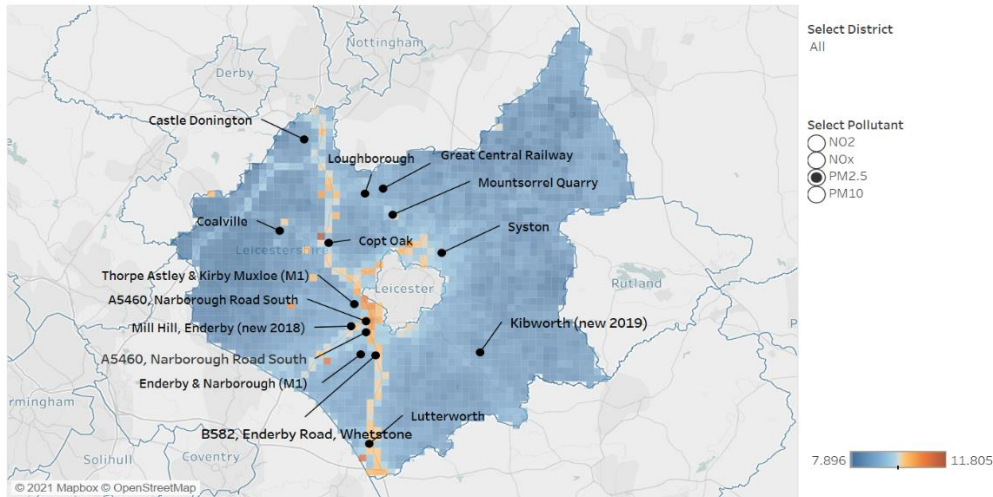 Nottingham
Derby
Castle Donington
Loughborough
Great Central Railway
Mountsorrel Quarry
Coalville
Leicestershire
Copt Oak
Syston
Thorpe Astley & Kirby Muxloe (M1)
Leicester
Rutland
A5460, Narborough Road South
Mill Hill, Enderby (new 2018)
Kibworth (new 2019)
A5460, Narborough Road South
Enderby & Narborough (M1)
rmingham
Lutterworth
B582, Enderby Road, Whetstone
Solihull
Coventry
P
© 2021 Mapbox © OpenStreetMap
Select District
All
Select Pollutant
NO2
NOx
PM2.5
PM10
7.896
11.805